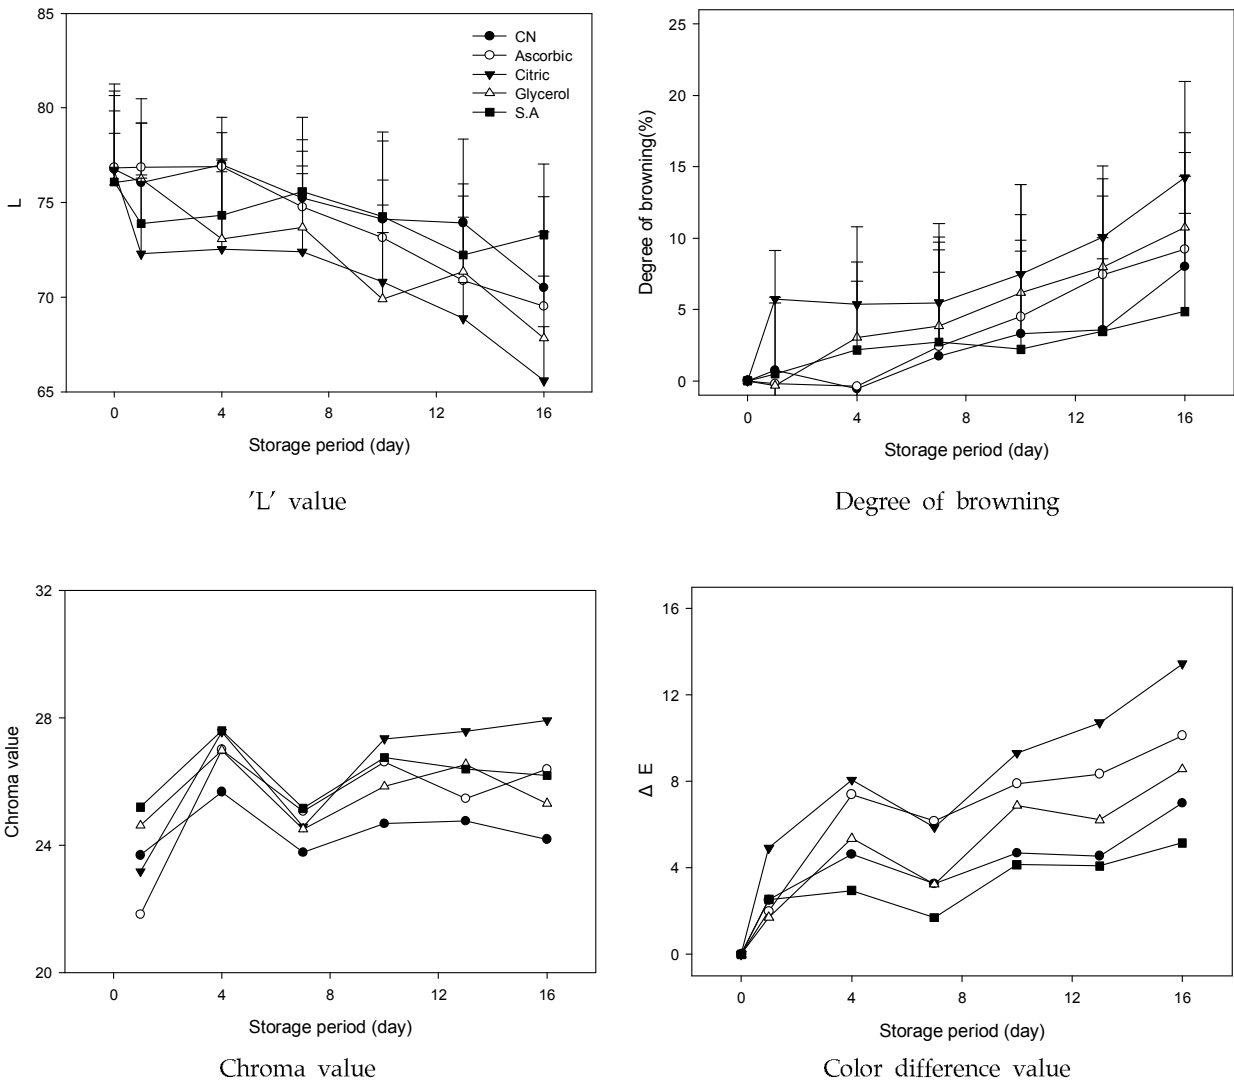 85
80
75
70
65
L
CN
Ascorbic
Citric
Glycerol
S.A
0 4 8 12 16
Storage period (day)
'L' value
25
20
15
10
5
0
Degree of browning(%)
0 4 8 12 16
Storage period (day)
Degree of browning
32
28
24
20
Chroma value
0 4 8 12 16
Storage period (day)
Chroma value
16
12
8
4
0
Δ E
0 4 8 12 16
Storage period (day)
Color difference value